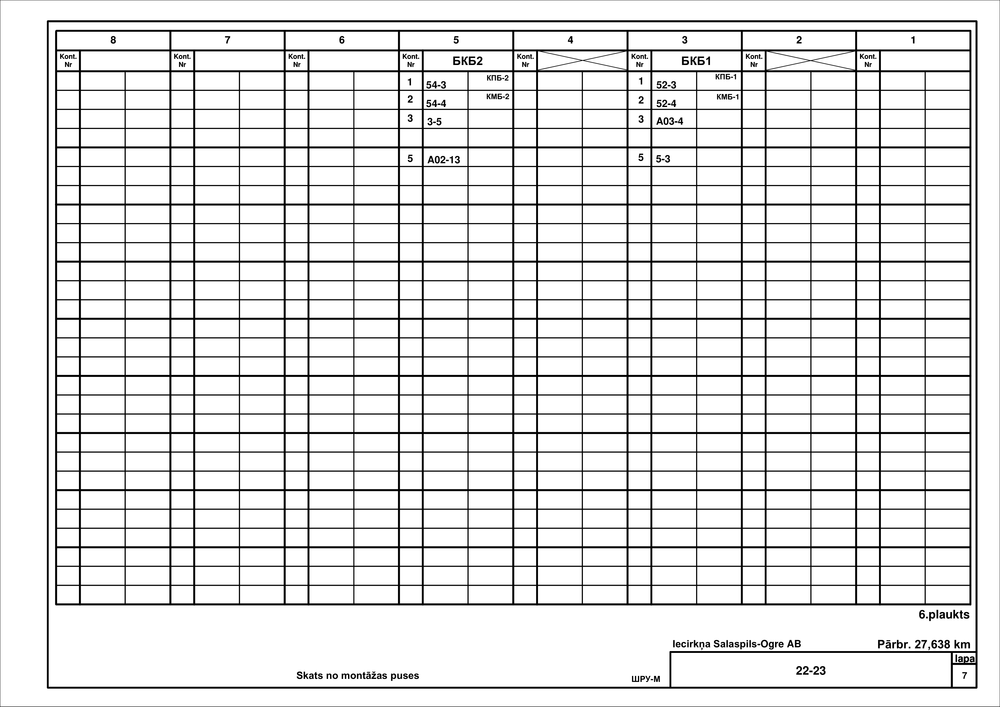 8 7 6 5 4 3 2 1
Kont. Nr Kont. Nr Kont. Nr Kont. Nr БКБ2 Kont. Nr Kont. Nr БКБ1 Kont. Nr Kont. Nr
1 54-3 КПБ-2 1 52-3 КПБ-1
2 54-4 КМБ-2 2 52-4 КМБ-1
3 3-5 3 А03-4
5 А02-13 5 5-3
6.plaukts
Iecirkņa Salaspils-Ogre AB Pārbr. 27,638 km
lapa
Skats no montāžas puses ШРУ-М 22-23 7